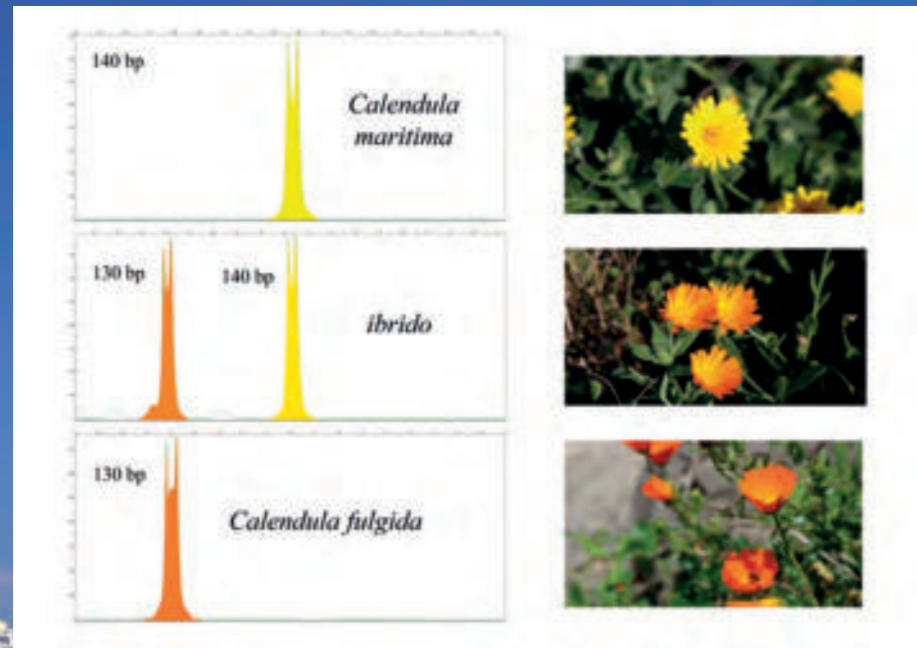 140 bp
Calendula
maritima
130 bp
140 bp
ibrido
130 bp
Calendula fulgida